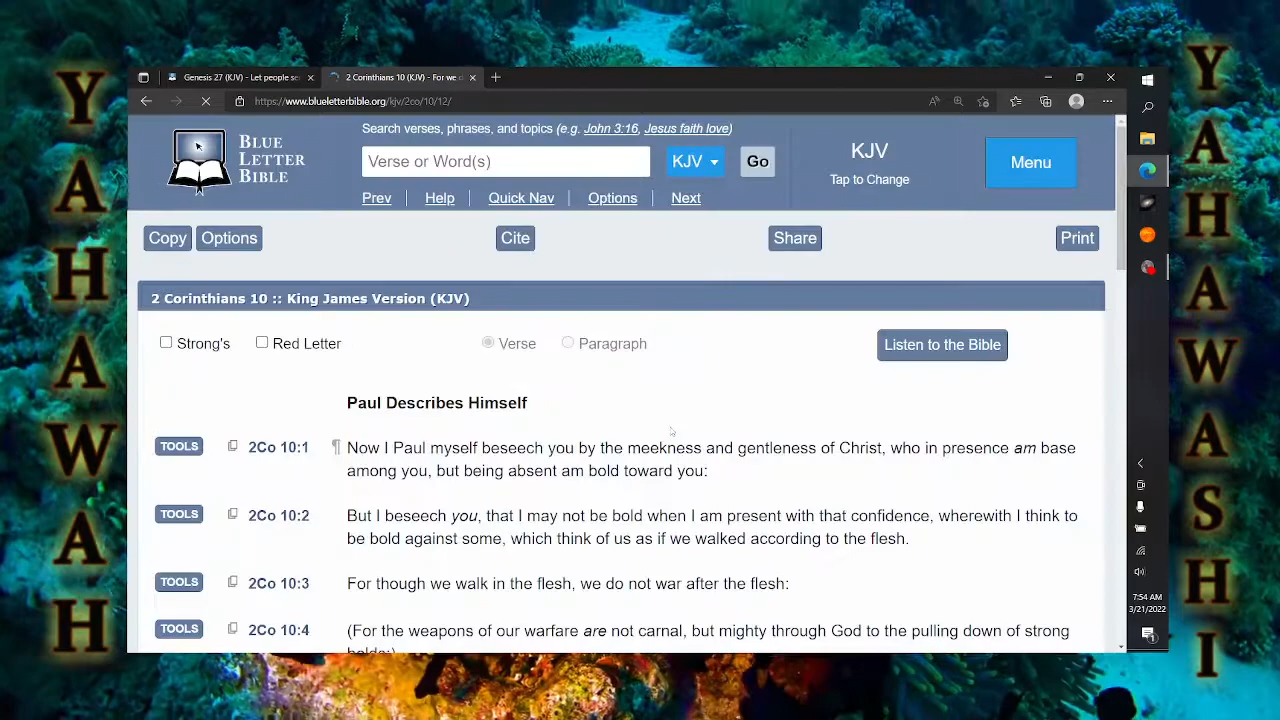 YAHAWAH
Genesis 27 (KJV) - Let people se
2 Corinthians 10 (KJV) - For we d
https://www.blueletterbible.org/kjv/2co/10/12/
BLUE
LETTER
BIBLE
Search verses, phrases, and topics (e.g. John 3:16, Jesus faith love)
Verse or Word(s)
KJV
Go
KJV
Tap to Change
Menu
Prev
Help
Quick Nav
Options
Next
Copy
Options
Cite
Share
Print
2 Corinthians 10 :: King James Version (KJV)
Strong's
Red Letter
Verse
Paragraph
Listen to the Bible
Paul Describes Himself
TOOLS 2Co 10:1 ¶ Now I Paul myself beseech you by the meekness and gentleness of Christ, who in presence am base
among you, but being absent am bold toward you:
TOOLS 2Co 10:2 But I beseech you, that I may not be bold when I am present with that confidence, wherewith I think to
be bold against some, which think of us as if we walked according to the flesh.
TOOLS 2Co 10:3 For though we walk in the flesh, we do not war after the flesh:
TOOLS 2Co 10:4 (For the weapons of our warfare are not carnal, but mighty through God to the pulling down of strong
7:54 AM
3/21/2022
1
YAHAWASHI